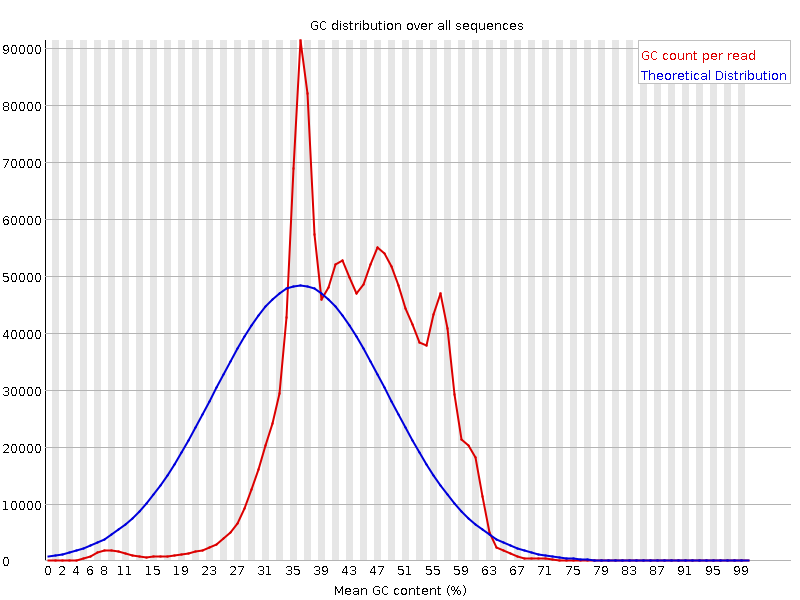 GC distribution over all sequences
GC count per read
Theoretical Distribution
90000
80000
70000
60000
50000
40000
30000
20000
10000
0
0 2 4 6 8 11 15 19 23 27 31 35 39 43 47 51 55 59 63 67 71 75 79 83 87 91 95 99
Mean GC content (%)